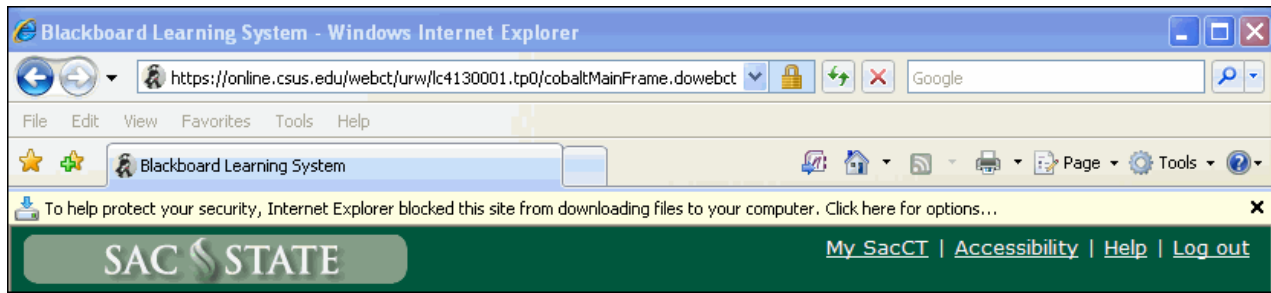 Blackboard Learning System - Windows Internet Explorer
https://online.csus.edu/webct/urw/lc4130001.tp0/cobaltMainFrame.dowebct Google
File Edit View Favorites Tools Help
Blackboard Learning System Page Tools
To help protect your security, Internet Explorer blocked this site from downloading files to your computer. Click here for options...
SAC STATE My SacCT | Accessibility | Help | Log out